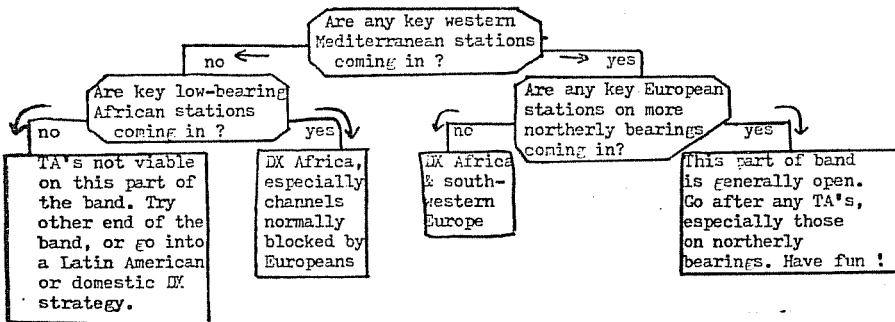 Are any key western
Mediterranean stations
coming in ?
no
yes
Are key low-bearing
African stations
coming in ?
Are any key European
stations on more
northerly bearings
coming in?
no
yes
no
yes
TA's not viable
on this part of
the band. Try
other end of the
band, or go into
a Latin American
or domestic DX
strategy.
DX Africa,
especially
channels
normally
blocked by
Europeans
DX Africa
& south-
western
Europe
This part of band
is generally open.
Go after any TA's,
especially those
on northerly
bearings. Have fun !